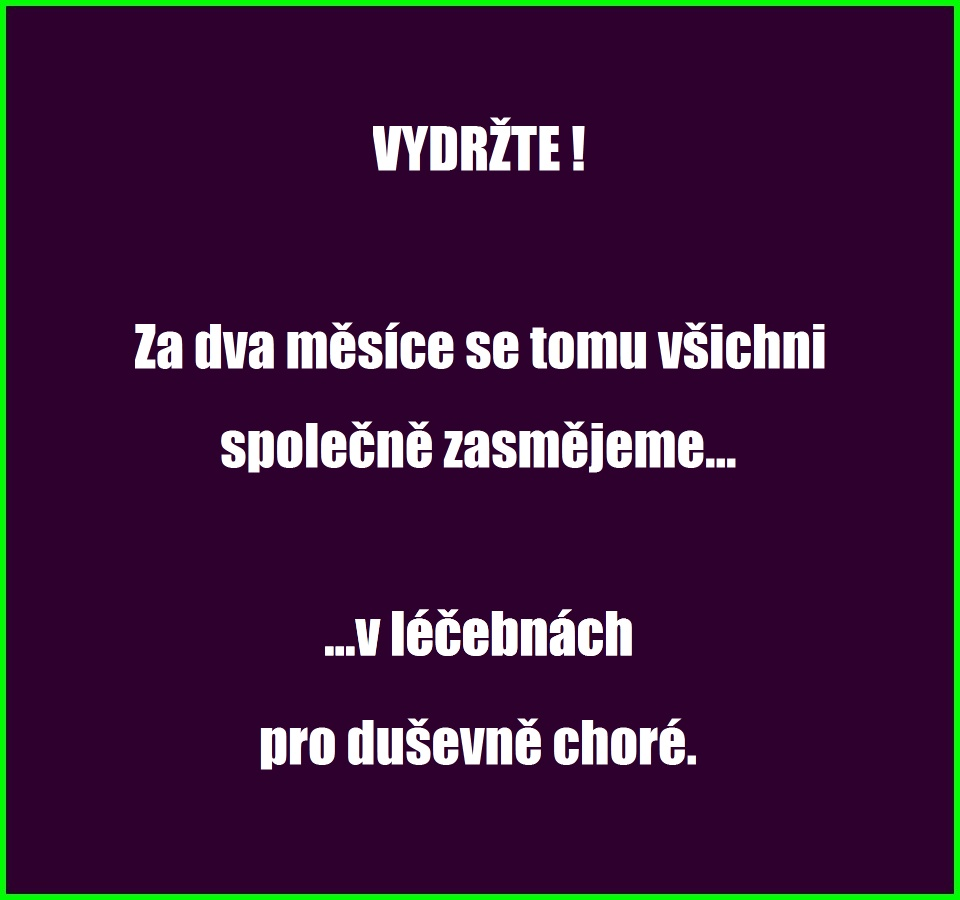 VYDRŽTE !
Za dva měsíce se tomu všichni
společně zasmějeme...
...v léčebnách
pro duševně choré.